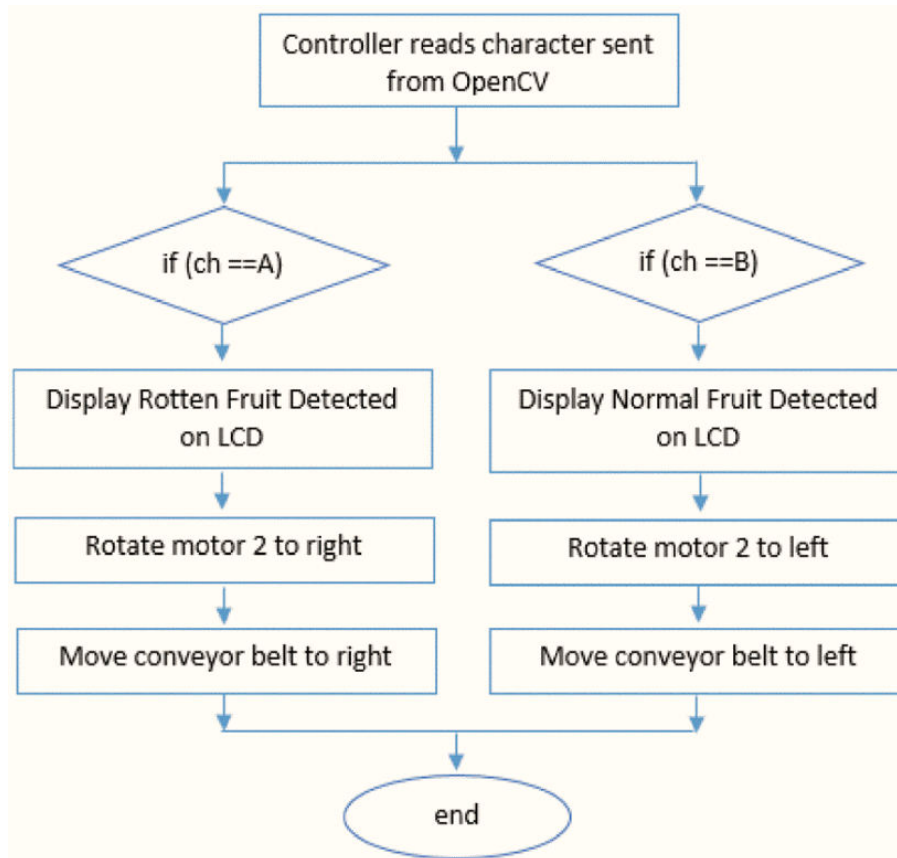 Controller reads character sent
from OpenCV
if (ch ==A)
if (ch ==B)
Display Rotten Fruit Detected
on LCD
Display Normal Fruit Detected
on LCD
Rotate motor 2 to right
Rotate motor 2 to left
Move conveyor belt to right
Move conveyor belt to left
end